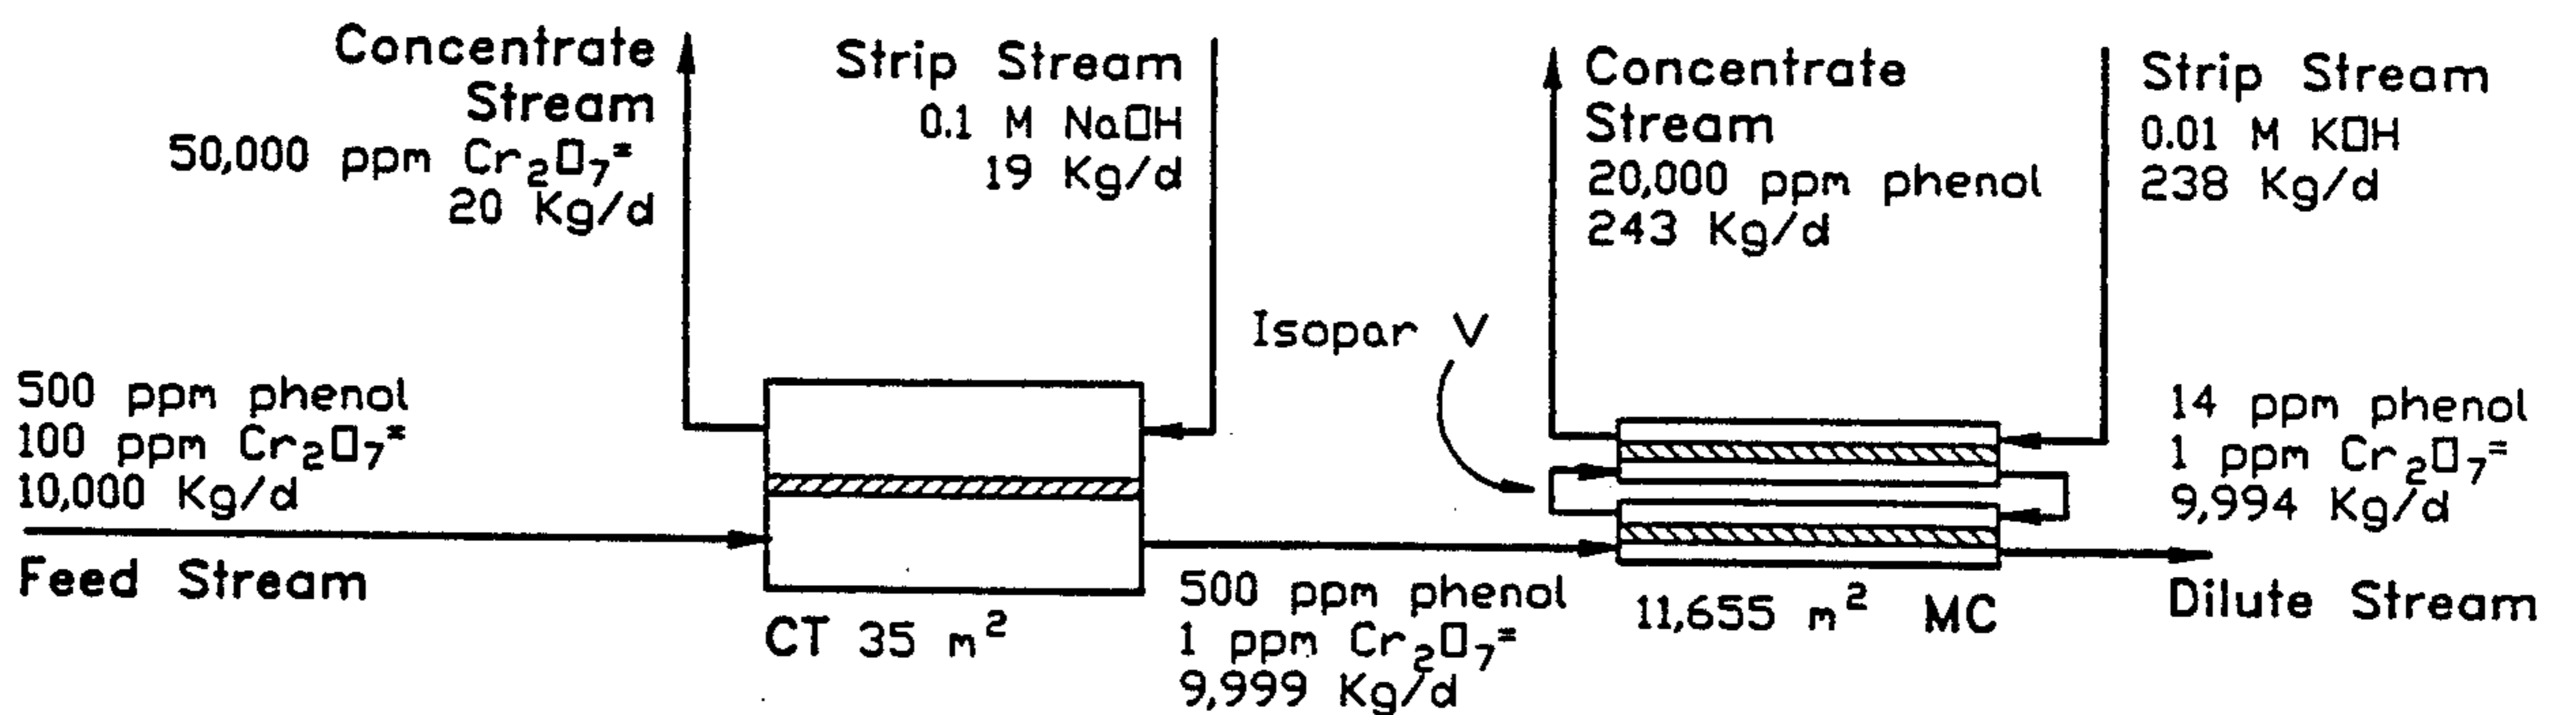 Concentrate
Stream
50,000 ppm Cr₂O₇⁼
20 Kg/d
Strip Stream
0.1 M NaOH
19 Kg/d
Concentrate
Stream
20,000 ppm phenol
243 Kg/d
Strip Stream
0.01 M KOH
238 Kg/d
Isopar V
500 ppm phenol
100 ppm Cr₂O₇⁼
10,000 Kg/d
Feed Stream
CT 35 m²
500 ppm phenol
1 ppm Cr₂O₇⁼
9,999 Kg/d
11,655 m² MC
14 ppm phenol
1 ppm Cr₂O₇⁼
9,994 Kg/d
Dilute Stream